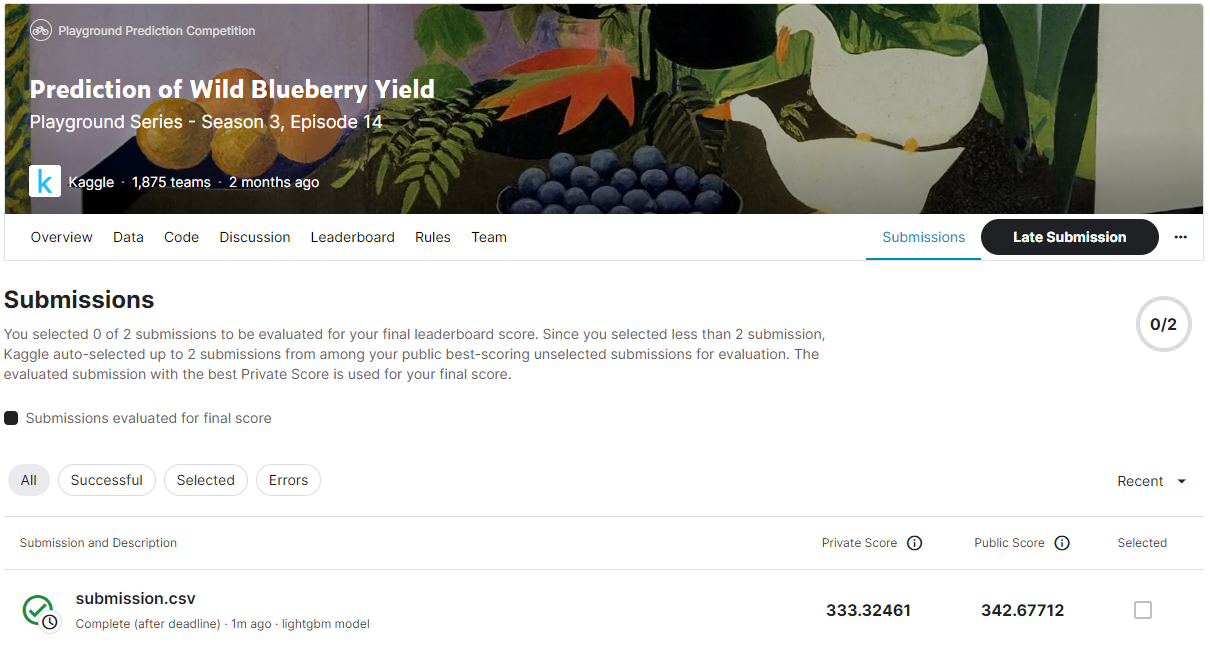 Playground Prediction Competition
Prediction of Wild Blueberry Yield
Playground Series - Season 3, Episode 14
k Kaggle · 1,875 teams · 2 months ago
Overview Data Code Discussion Leaderboard Rules Team Submissions Late Submission ···
Submissions
0/2
You selected 0 of 2 submissions to be evaluated for your final leaderboard score. Since you selected less than 2 submission,
Kaggle auto-selected up to 2 submissions from among your public best-scoring unselected submissions for evaluation. The
evaluated submission with the best Private Score is used for your final score.
Submissions evaluated for final score
All Successful Selected Errors Recent
Submission and Description Private Score Public Score Selected
submission.csv 333.32461 342.67712
Complete (after deadline) · 1m ago · lightgbm model